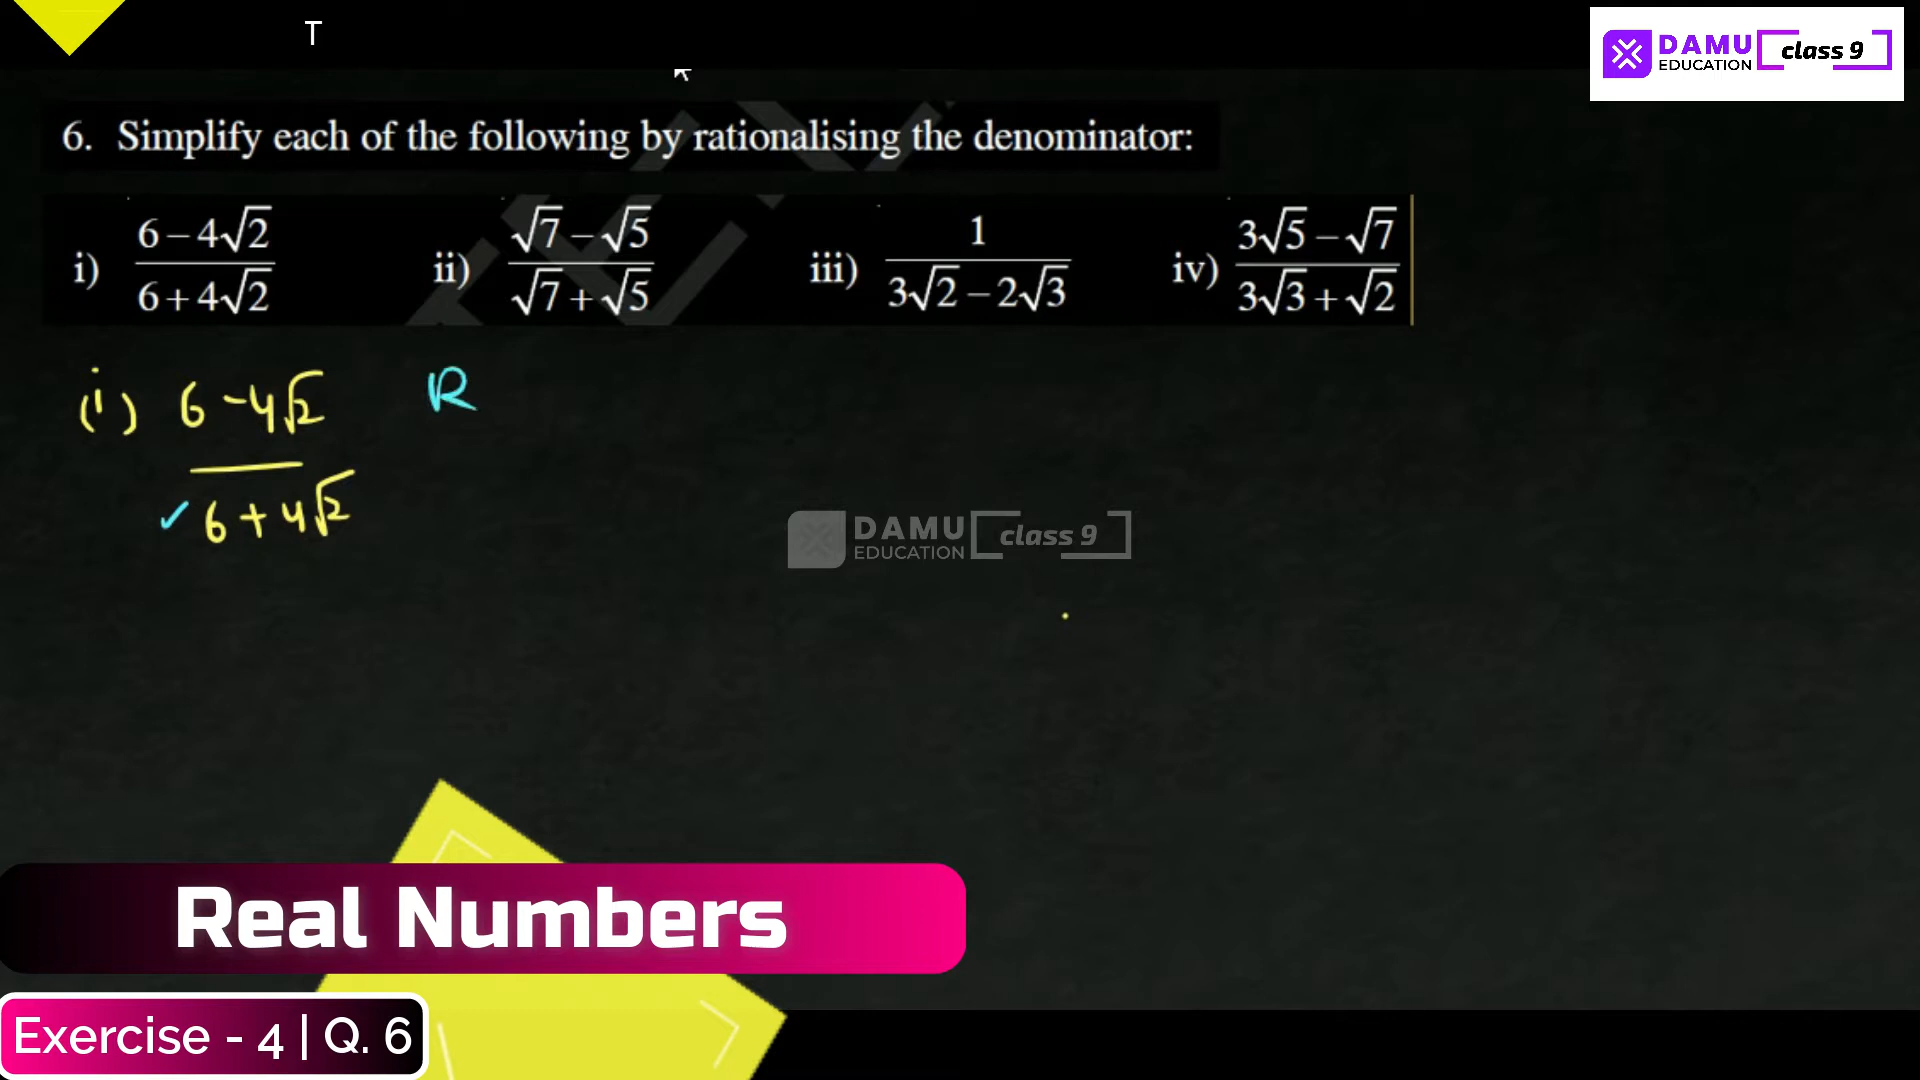 T
DAMU EDUCATION class 9
6. Simplify each of the following by rationalising the denominator:
i) (6 – 4√2)/(6 + 4√2) ii) (√7 – √5)/(√7 + √5) iii) 1/(3√2 – 2√3) iv) (3√5 – √7)/(3√3 + √2)
(i) 6 - 4√2 R
✓ 6 + 4√2
DAMU EDUCATION class 9
Real Numbers
Exercise - 4 | Q. 6